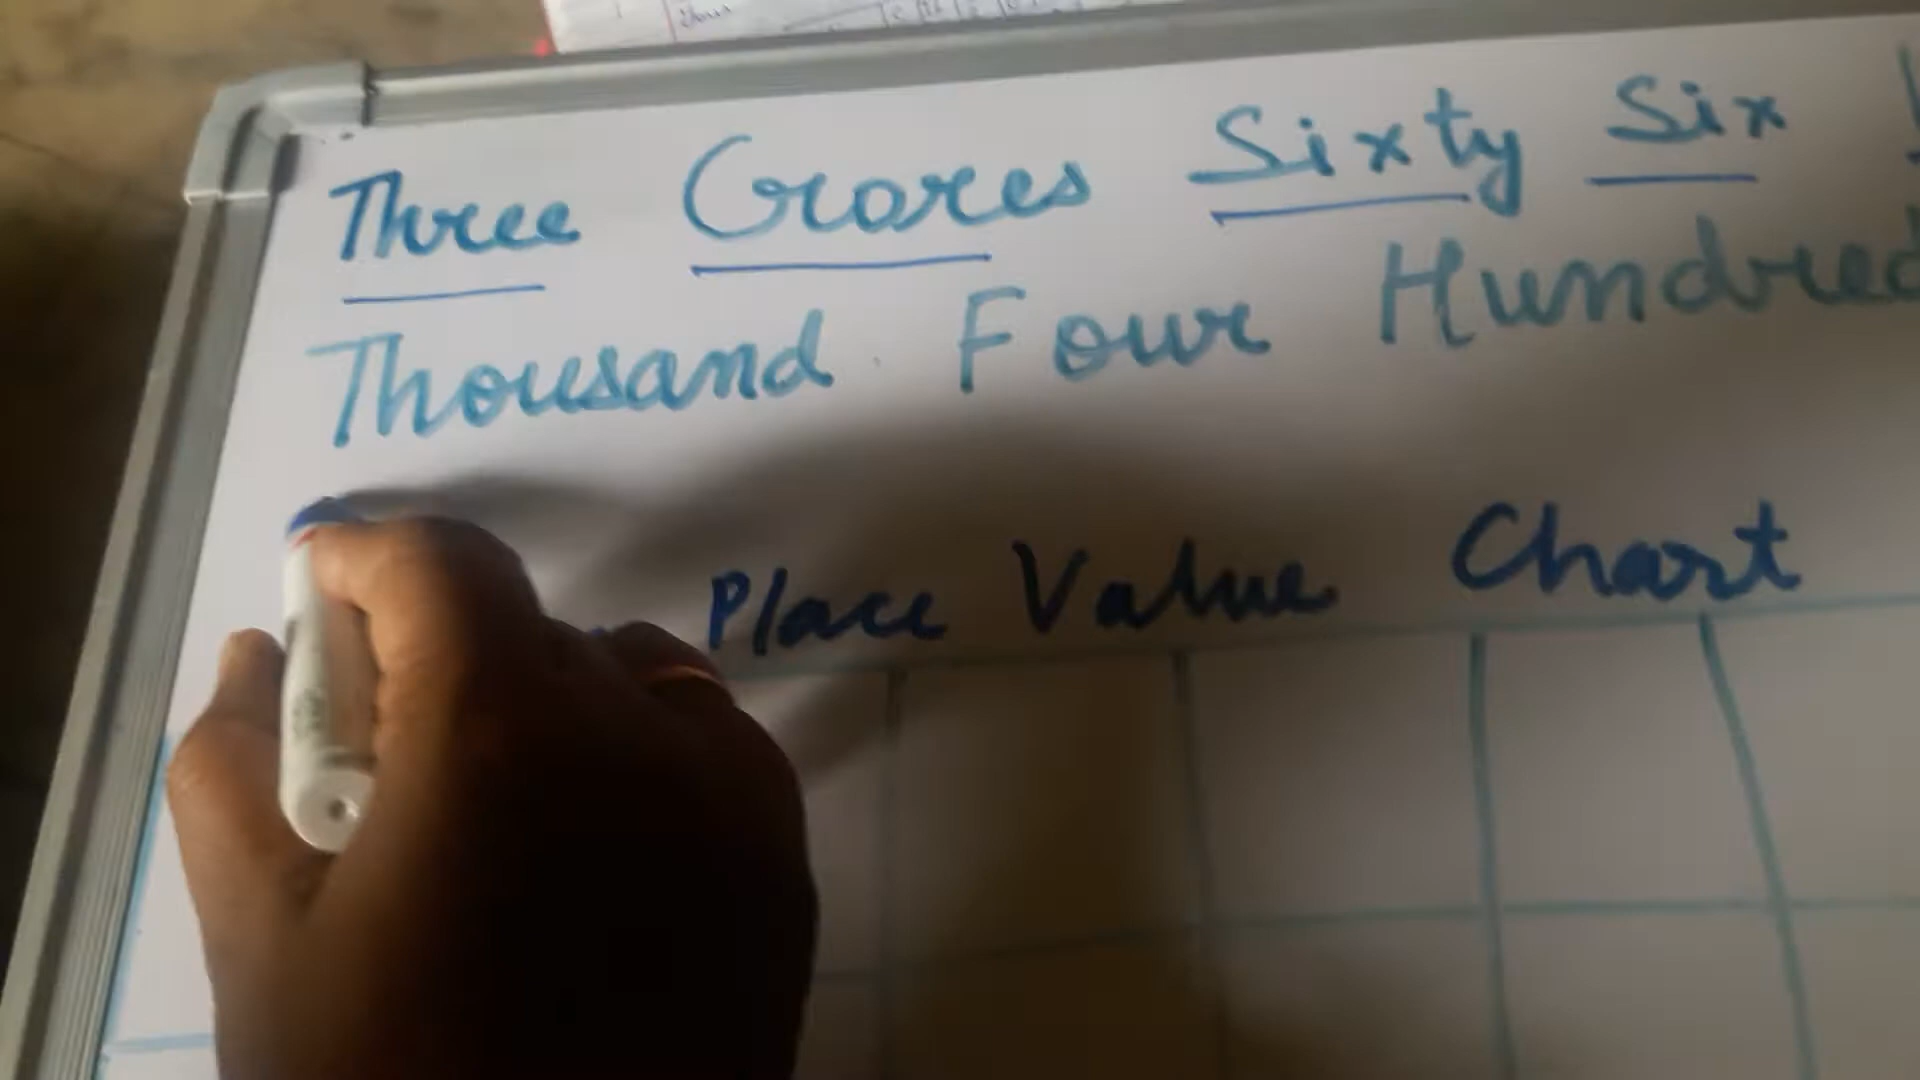 Three Crores Sixty Six
Thousand Four Hundred
Place Value Chart